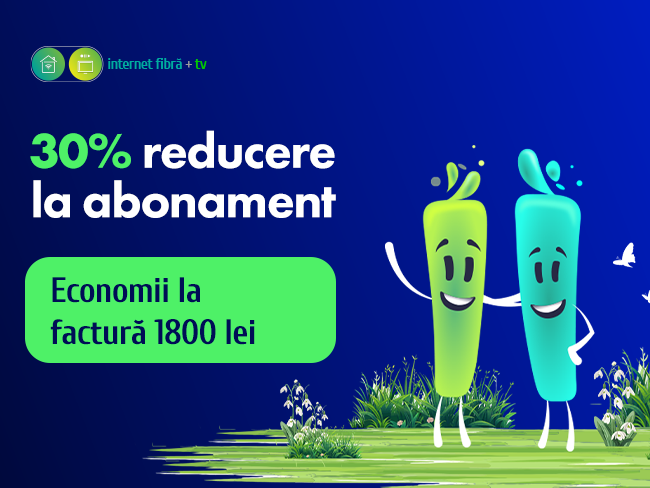 internet fibră + tv
30% reducere
la abonament
Economii la
factură 1800 lei